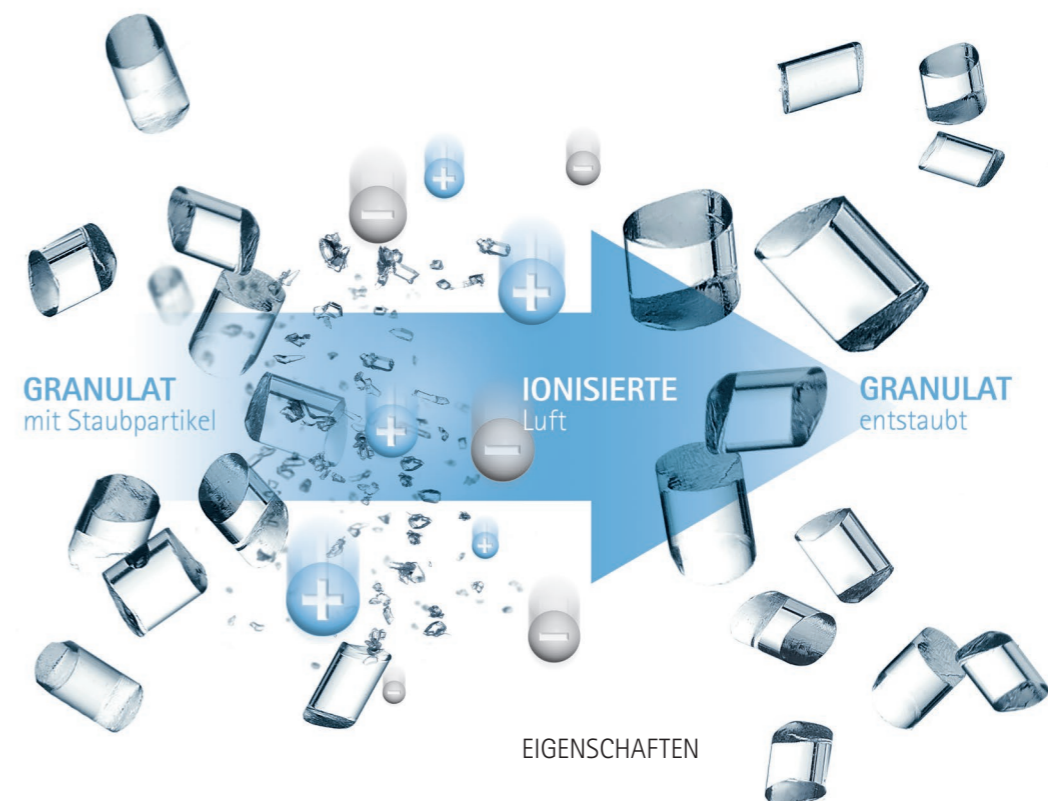 GRANULAT
mit Staubpartikel
IONISIERTE
Luft
GRANULAT
entstaubt
EIGENSCHAFTEN